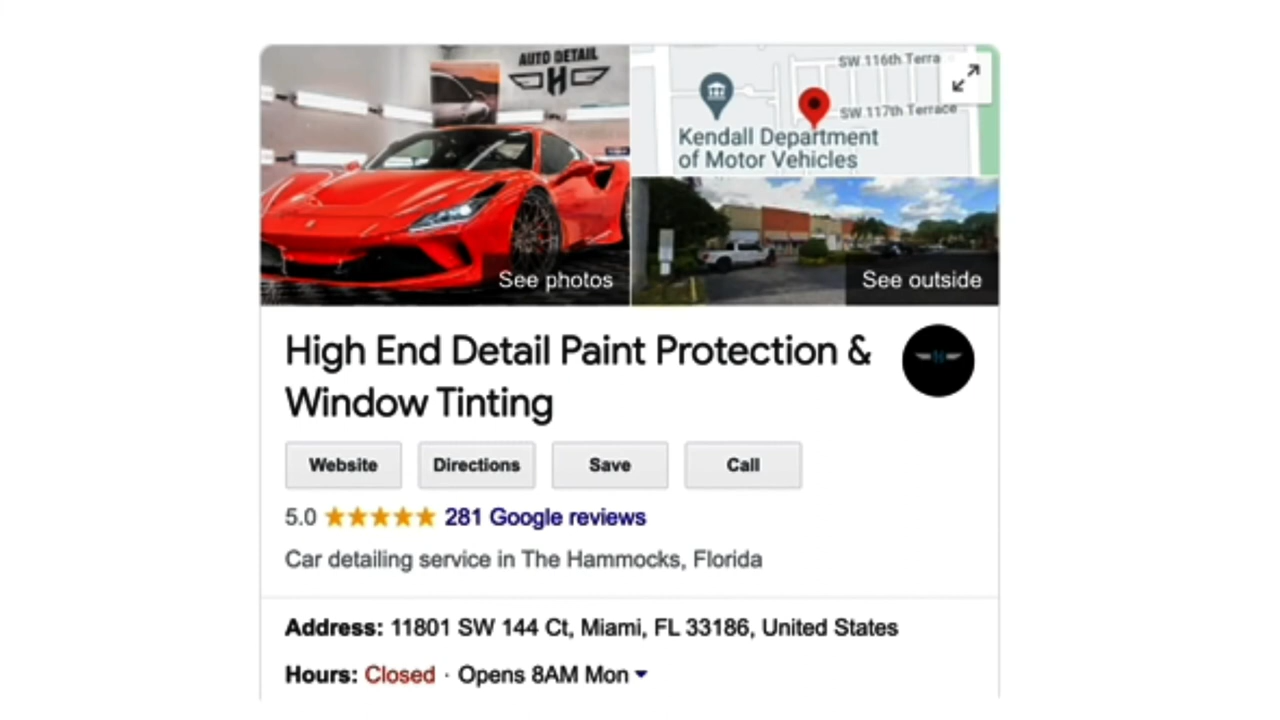 AUTO DETAIL
H
See photos
SW 116th Terra
SW 117th Terrace
Kendall Department
of Motor Vehicles
See outside
High End Detail Paint Protection &
Window Tinting
H
Website
Directions
Save
Call
5.0 ★★★★★ 281 Google reviews
Car detailing service in The Hammocks, Florida
Address: 11801 SW 144 Ct, Miami, FL 33186, United States
Hours: Closed · Opens 8AM Mon